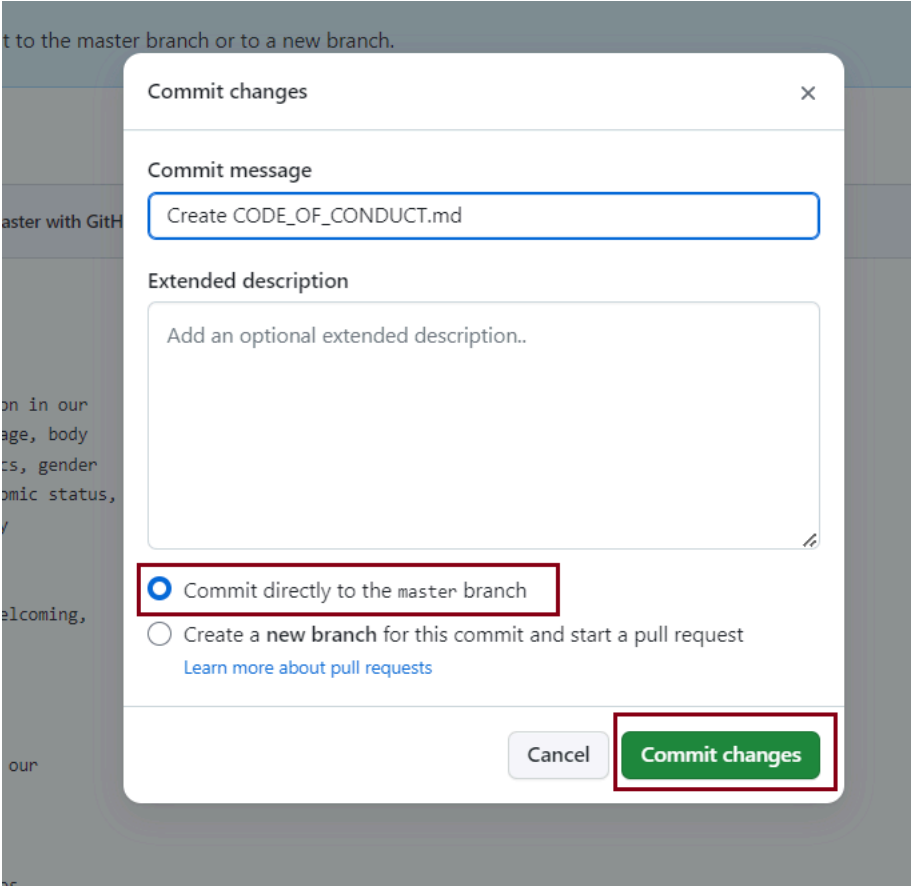 t to the master branch or to a new branch.
Commit changes
Commit message
aster with GitH
Create CODE_OF_CONDUCT.md
Extended description
Add an optional extended description..
on in our
age, body
cs, gender
omic status,
y
Commit directly to the master branch
elcoming,
Create a new branch for this commit and start a pull request
Learn more about pull requests
Cancel
Commit changes
our